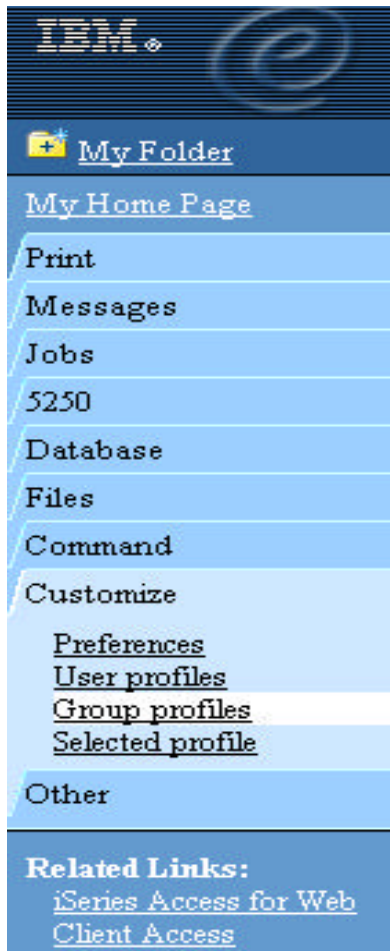 IBM®
My Folder
My Home Page
Print
Messages
Jobs
5250
Database
Files
Command
Customize
Preferences
User profiles
Group profiles
Selected profile
Other
Related Links:
iSeries Access for Web
Client Access